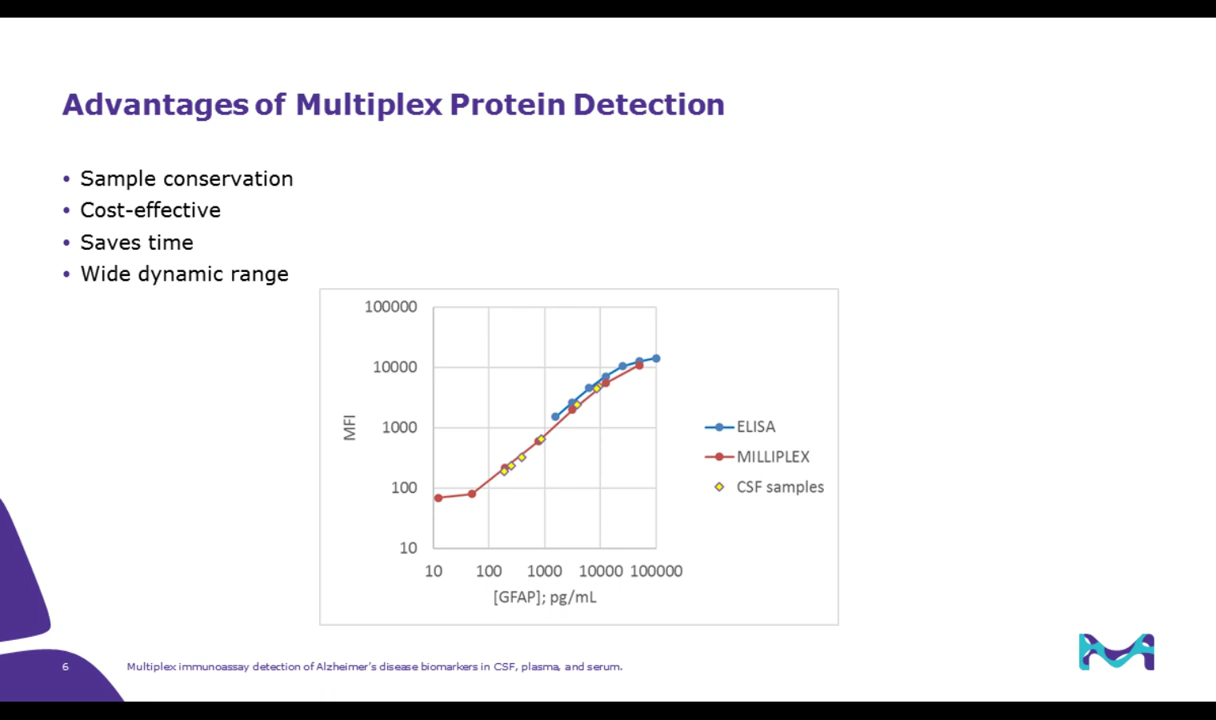 Advantages of Multiplex Protein Detection
• Sample conservation
• Cost-effective
• Saves time
• Wide dynamic range
100000
10000
1000
100
10
MFI
10 100 1000 10000 100000
[GFAP]; pg/mL
ELISA
MILLIPLEX
CSF samples
6 Multiplex immunoassay detection of Alzheimer's disease biomarkers in CSF, plasma, and serum.